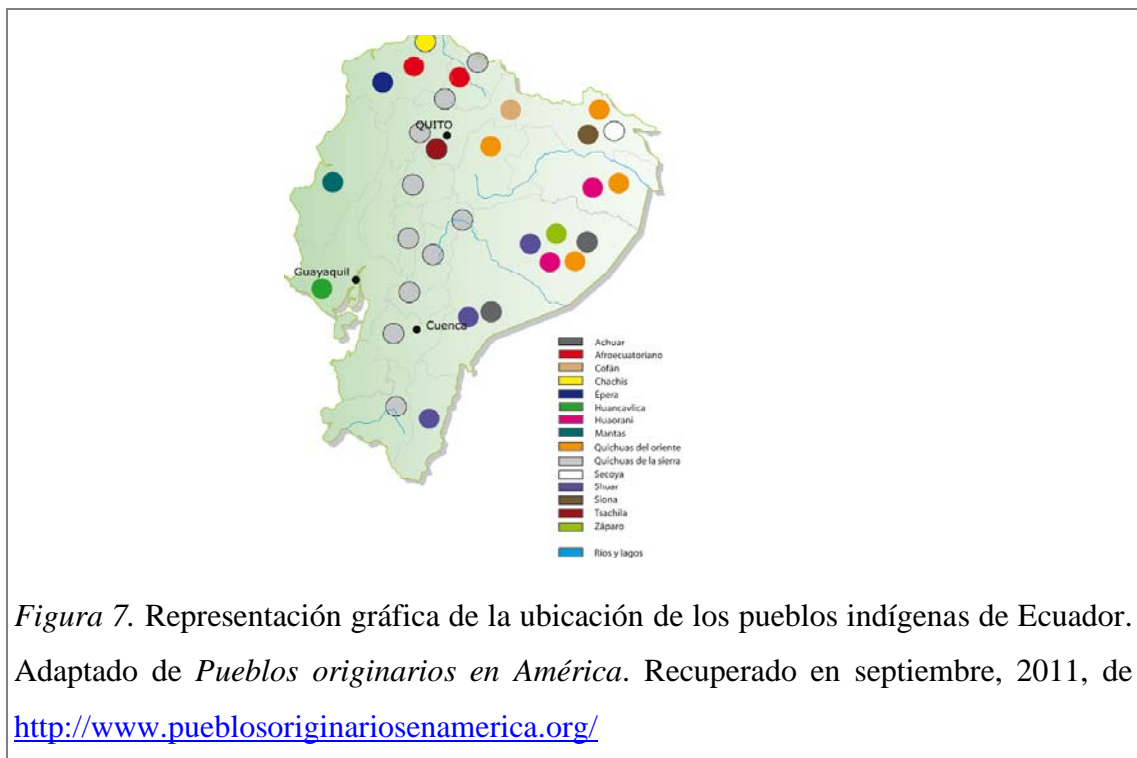 QUITO
Guayaquil
Cuenca
Achuar
Afroecuatoriano
Cofán
Chachis
Épera
Huancavilca
Huaorani
Mantas
Quichuas del oriente
Quichuas de la sierra
Secoya
Shuar
Siona
Tsachila
Záparo
Ríos y lagos
Figura 7. Representación gráfica de la ubicación de los pueblos indígenas de Ecuador.
Adaptado de Pueblos originarios en América. Recuperado en septiembre, 2011, de
http://www.pueblosoriginariosenamerica.org/